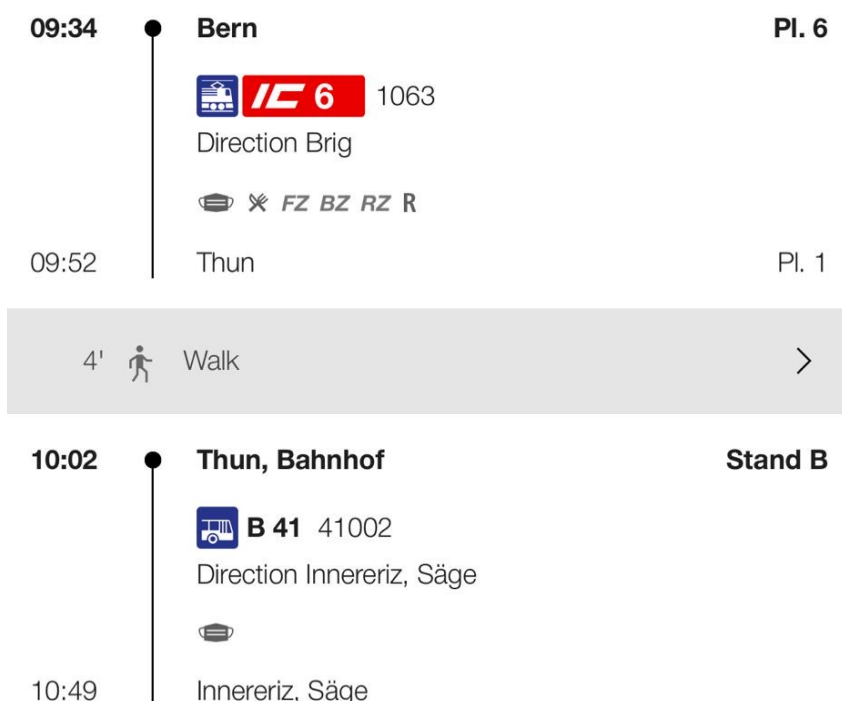 09:34 Bern Pl. 6
IC 6 1063
Direction Brig
FZ BZ RZ R
09:52 Thun Pl. 1
4' Walk
10:02 Thun, Bahnhof Stand B
B 41 41002
Direction Innereriz, Säge
10:49 Innereriz, Säge